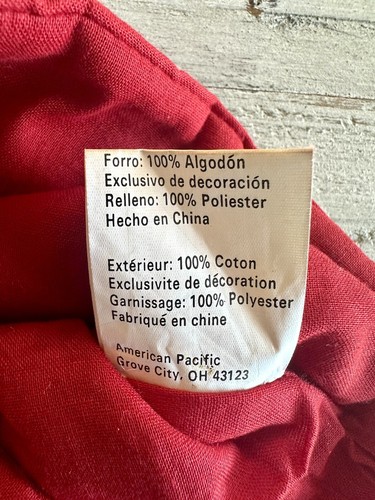 Forro: 100% Algodón
Exclusivo de decoración
Relleno: 100% Poliester
Hecho en China
Extérieur: 100% Coton
Exclusivite de décoration
Garnissage: 100% Polyester
Fabriqué en chine
American Pacific
Grove City, OH 43123